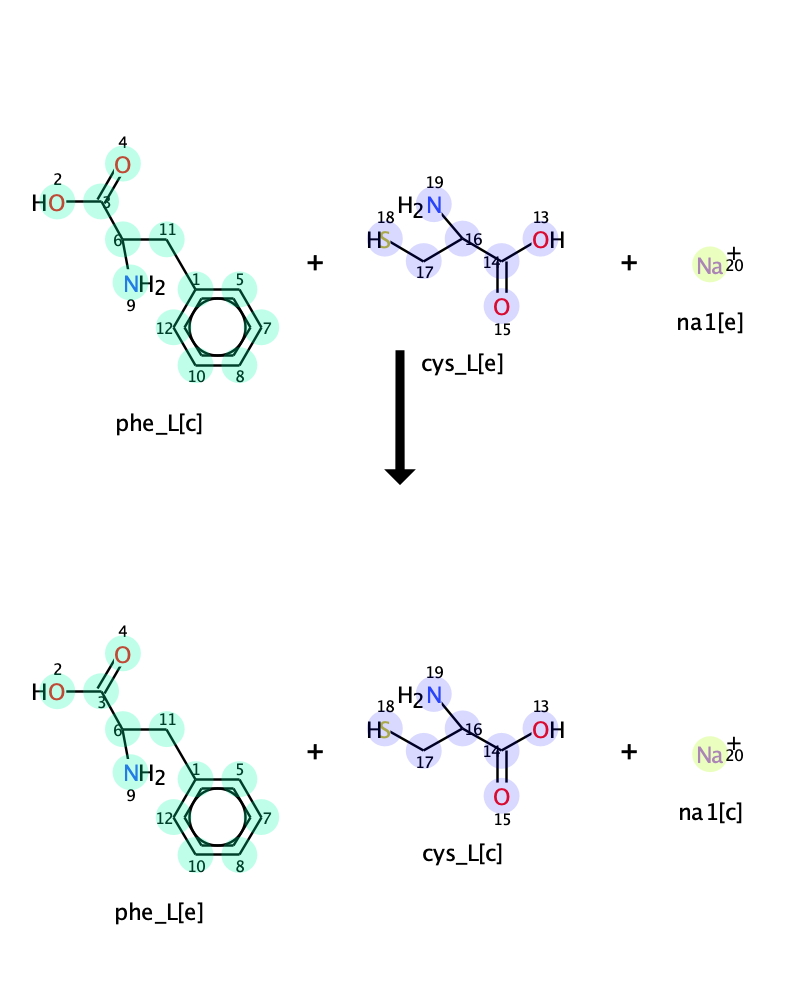 4
2
HO
O
3
6
11
NH2
9
1
5
12
7
10
8
phe_L[c]
+
19
H2N
18
HS
16
13
OH
17
14
O
15
cys_L[e]
+
Na+
20
na1[e]
4
2
HO
O
3
6
11
NH2
9
1
5
12
7
10
8
phe_L[e]
+
19
H2N
18
HS
16
13
OH
17
14
O
15
cys_L[c]
+
Na+
20
na1[c]